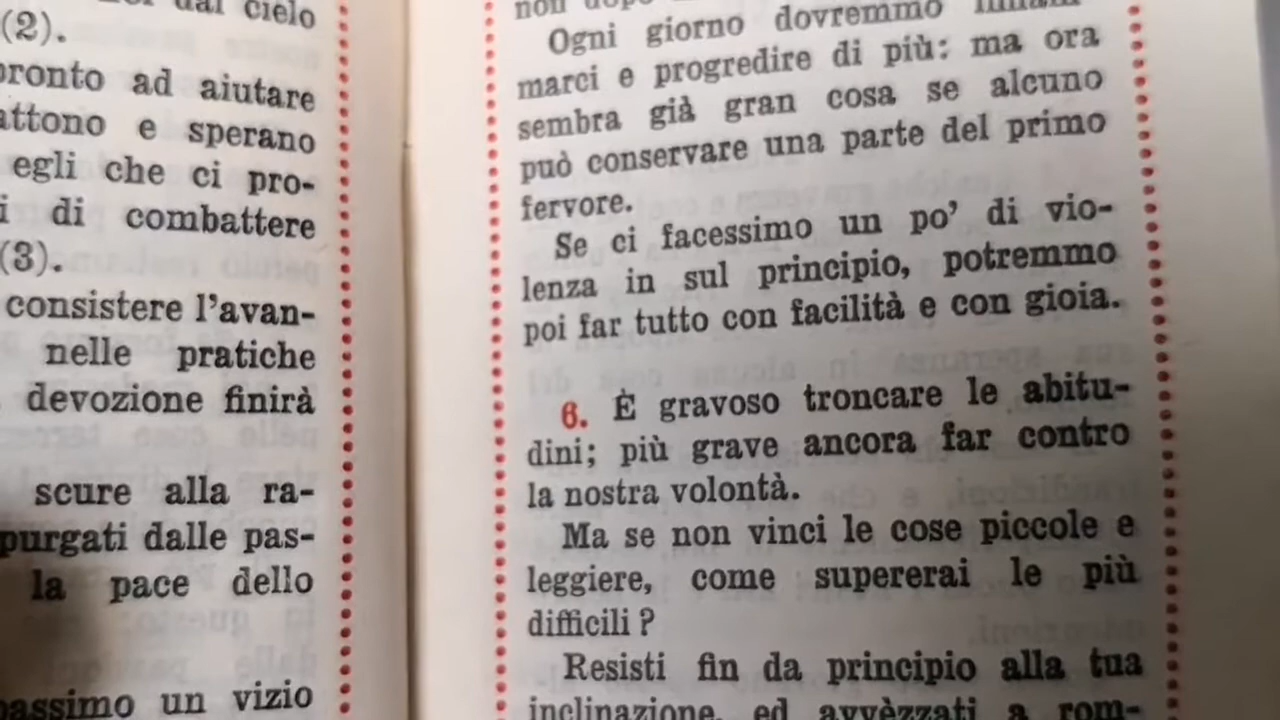 dal cielo
(2).
pronto ad aiutare
e sperano
egli che ci pro-
di combattere
(3).
consistere l'avan-
nelle pratiche
devozione finirà
scure alla ra-
purgati dalle pas-
la pace dello
un vizio
non dopo
Ogni giorno dovremmo
marci e progredire di più: ma ora
sembra già gran cosa se alcuno
può conservare una parte del primo
fervore.
Se ci facessimo un po' di vio-
lenza in sul principio, potremmo
poi far tutto con facilità e con gioia.
6. È gravoso troncare le abitu-
dini; più grave ancora far contro
la nostra volontà.
Ma se non vinci le cose piccole e
leggiere, come supererai le più
difficili ?
Resisti fin da principio alla tua
inclinazione, ed avvèzzati a rom-